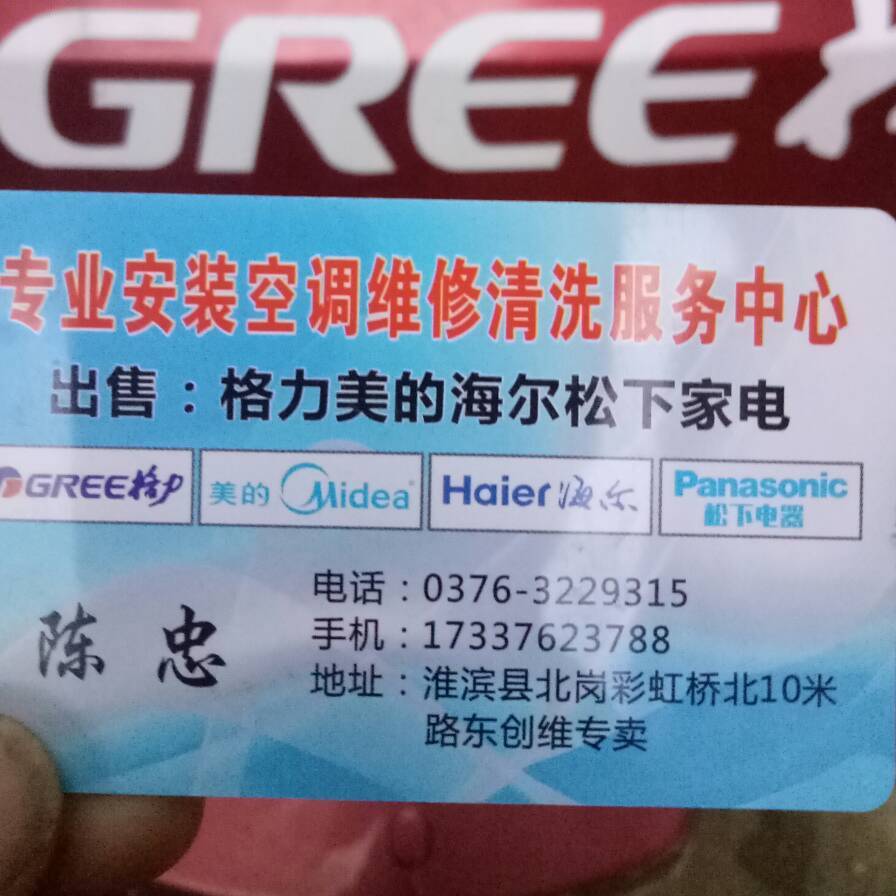 GREE
专业安装空调维修清洗服务中心
出售：格力美的海尔松下家电
GREE格力 美的 Midea Haier海尔 Panasonic
松下电器
陈忠
电话：0376-3229315
手机：17337623788
地址：淮滨县北岗彩虹桥北10米
路东创维专卖